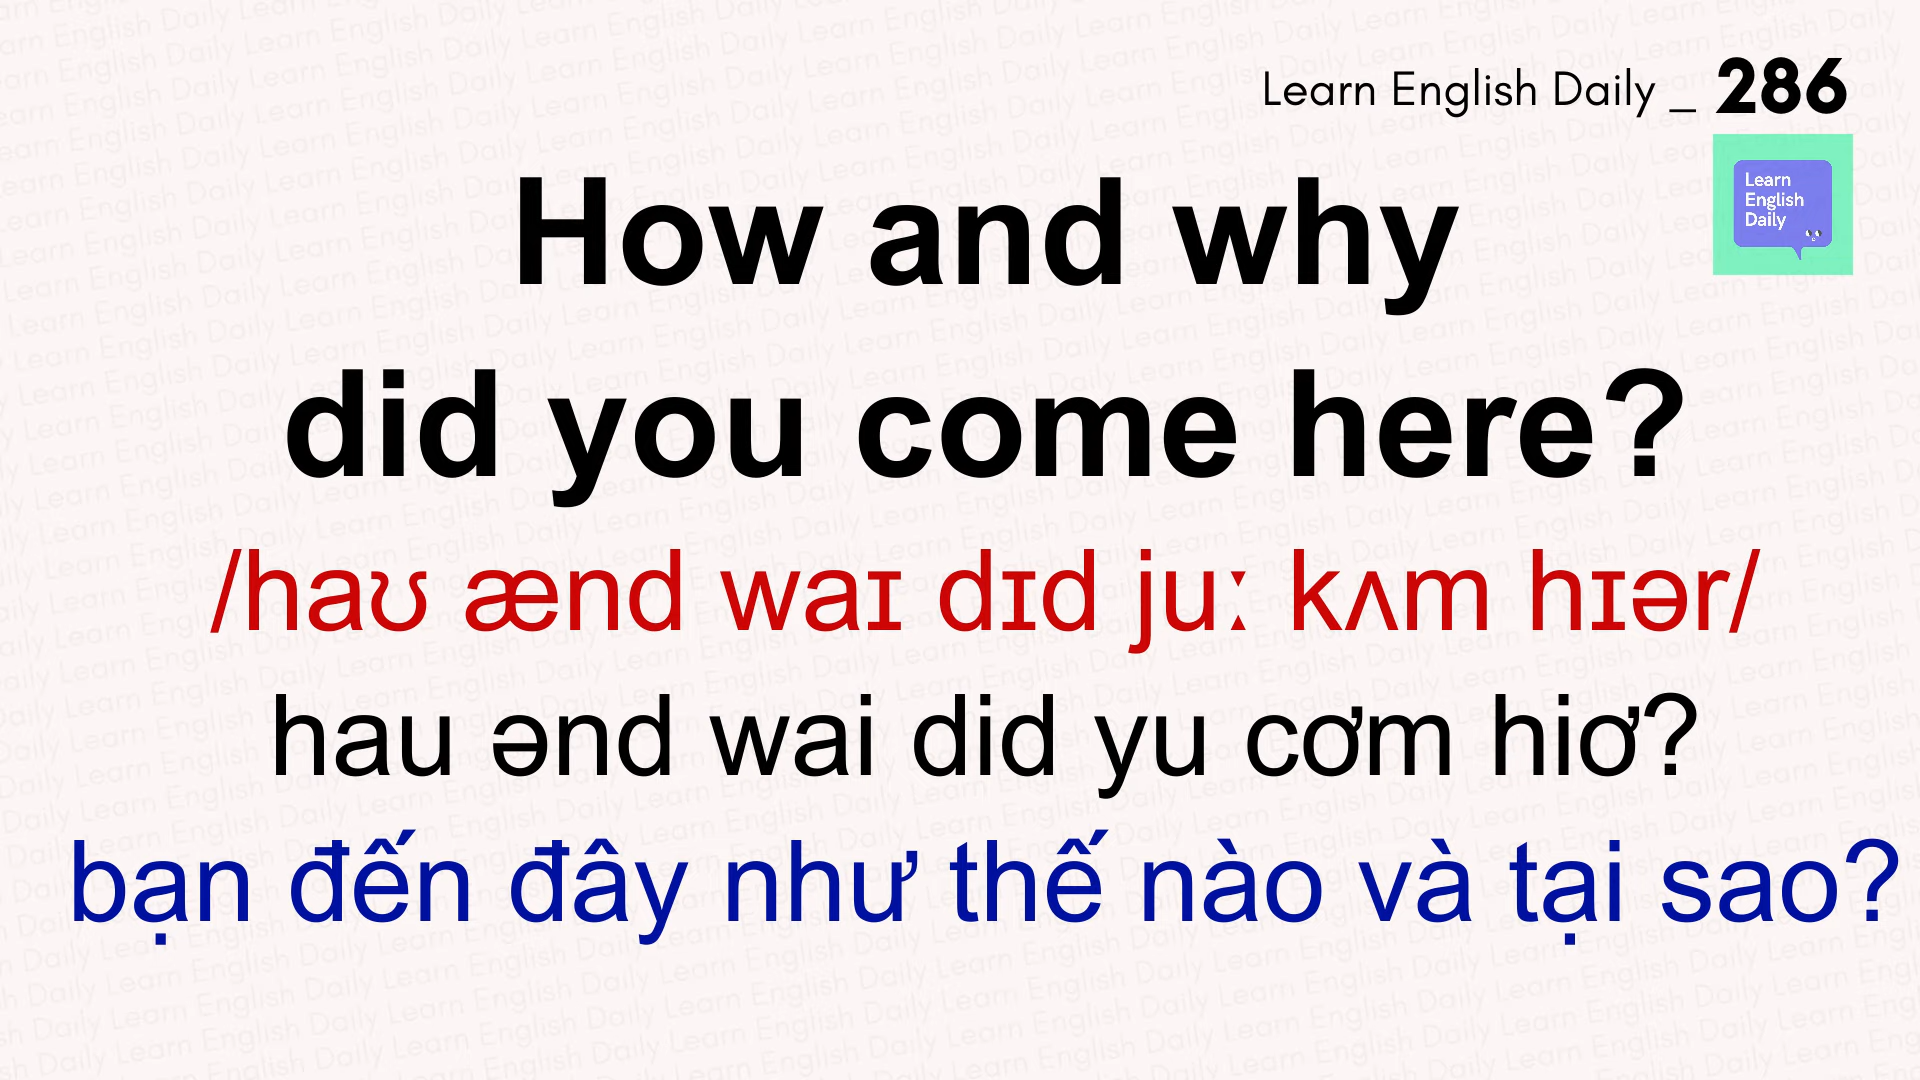 Learn English Daily _ 286
Learn
English
Daily
How and why
did you come here?
/haʊ ænd waɪ dɪd juː kʌm hɪər/
hau ənd wai did yu cơm hiơ?
bạn đến đây như thế nào và tại sao?